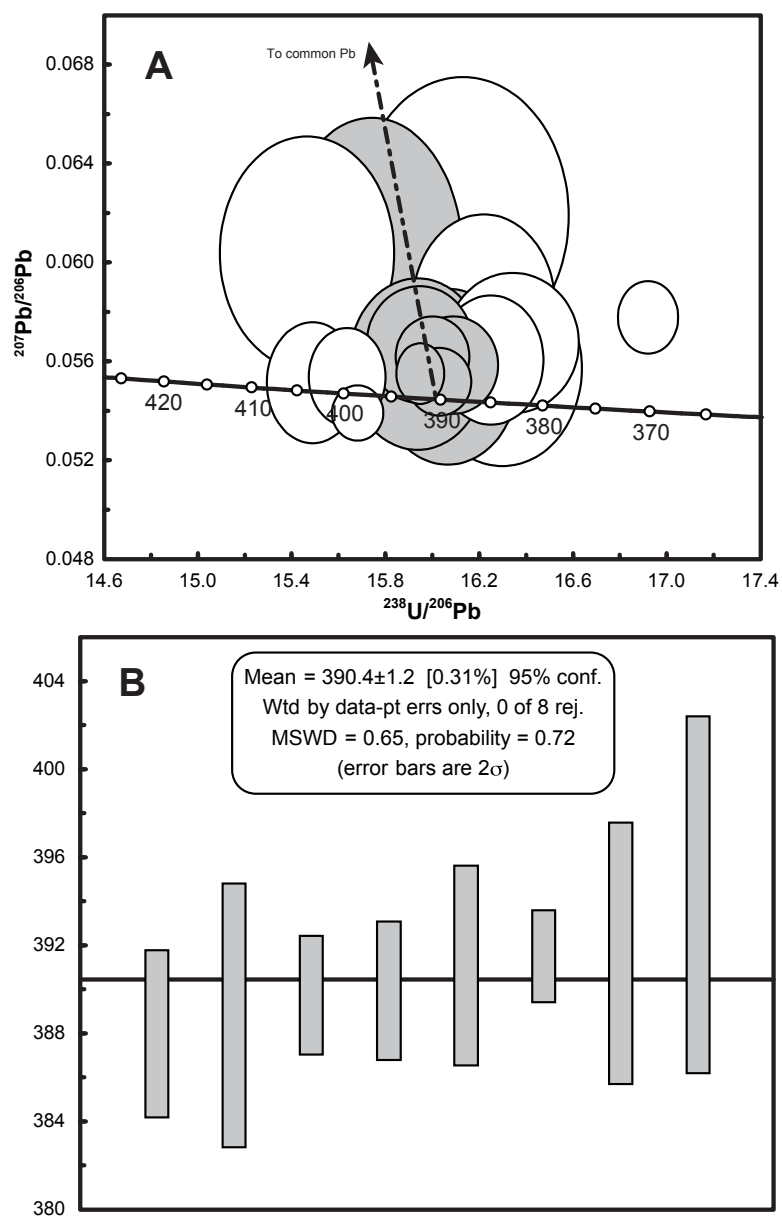 A
To common Pb
0.068
0.064
0.060
0.056
0.052
0.048
²⁰⁷Pb/²⁰⁶Pb
420
410
400
390
380
370
14.6 15.0 15.4 15.8 16.2 16.6 17.0 17.4
²³⁸U/²⁰⁶Pb
B
Mean = 390.4±1.2 [0.31%] 95% conf.
Wtd by data-pt errs only, 0 of 8 rej.
MSWD = 0.65, probability = 0.72
(error bars are 2σ)
404
400
396
392
388
384
380